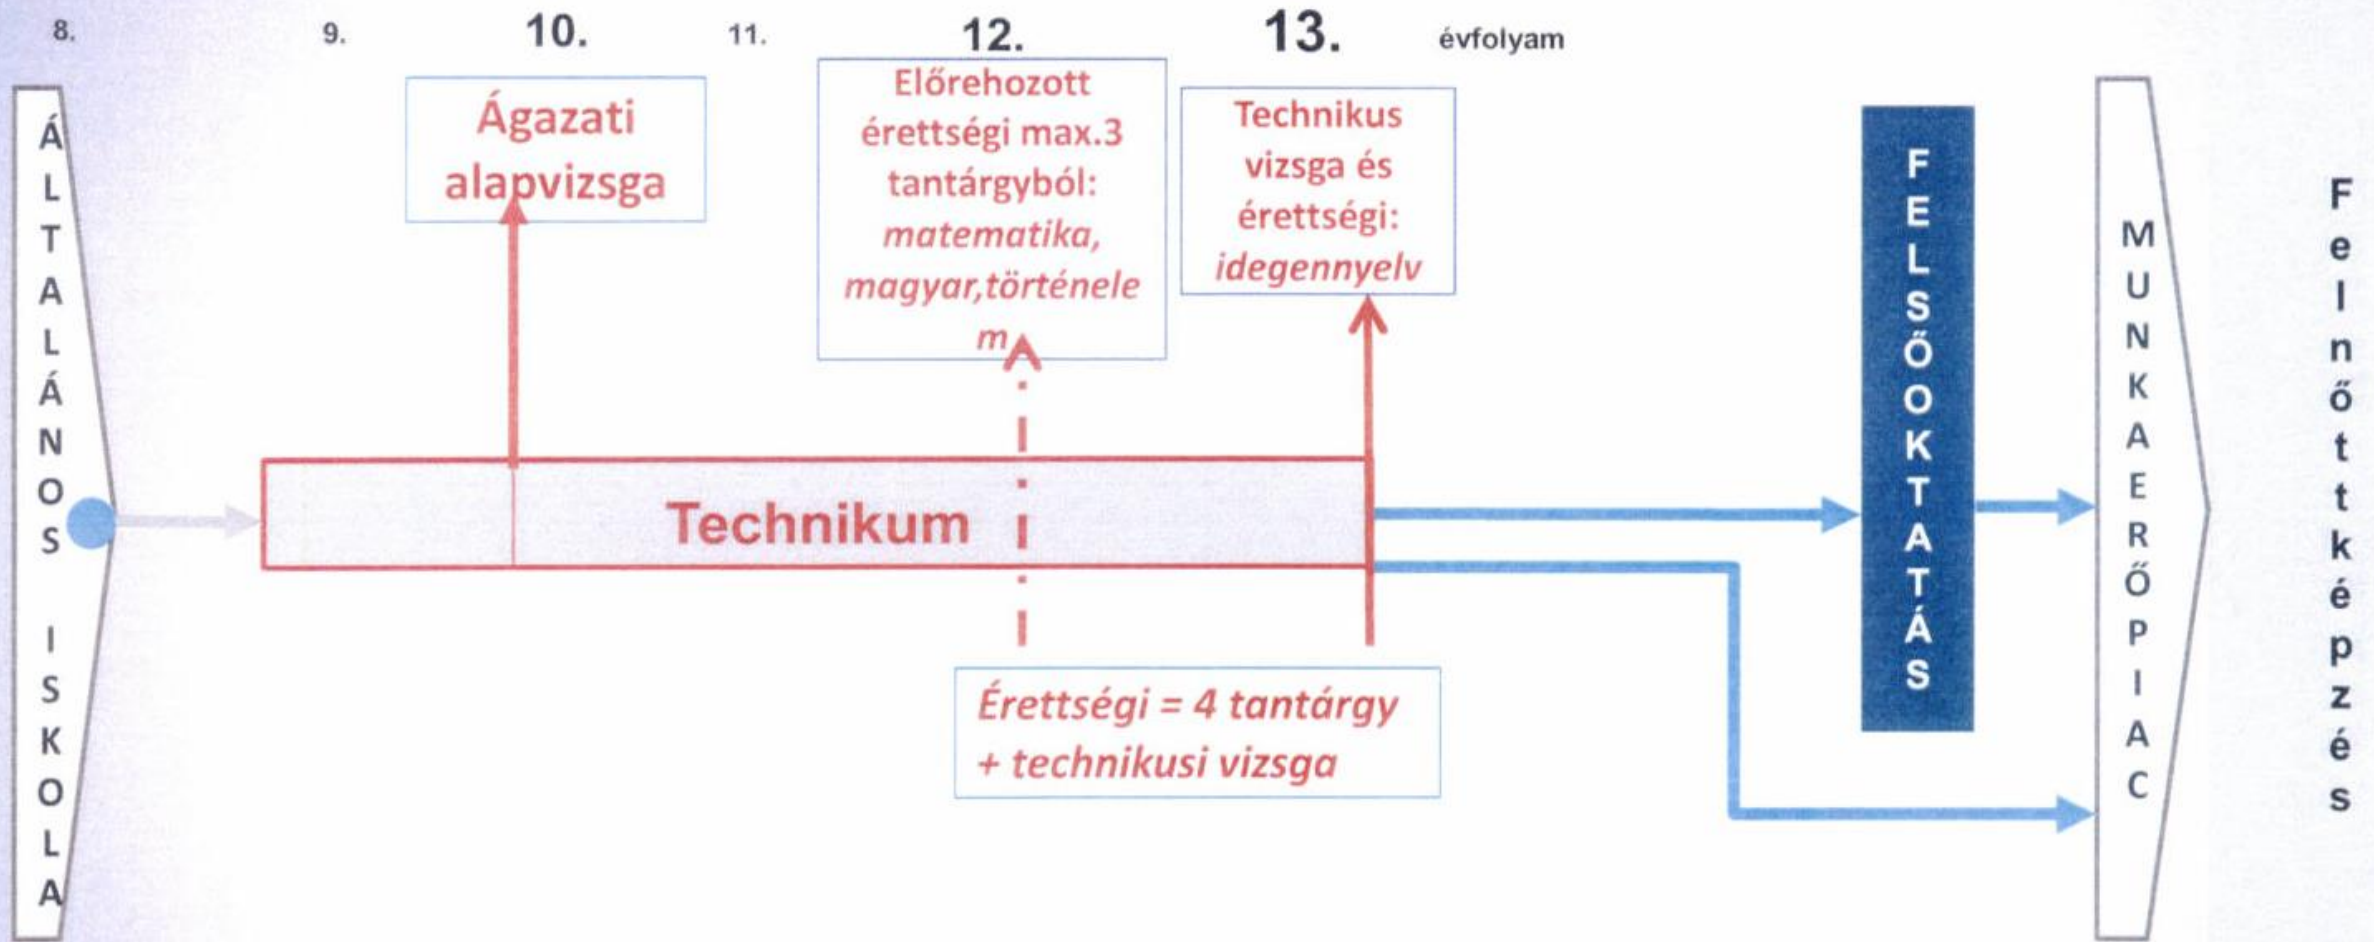 8. 9. 10. 11. 12. 13. évfolyam
ÁLTALÁNOS ISKOLA
Ágazati
alapvizsga
Előrehozott
érettségi max.3
tantárgyból:
matematika,
magyar,történele
m
Technikus
vizsga és
érettségi:
idegennyelv
Technikum
Érettségi = 4 tantárgy
+ technikusi vizsga
FELSŐOKTATÁS
MUNKAERŐPIAC
Felnőttképzés